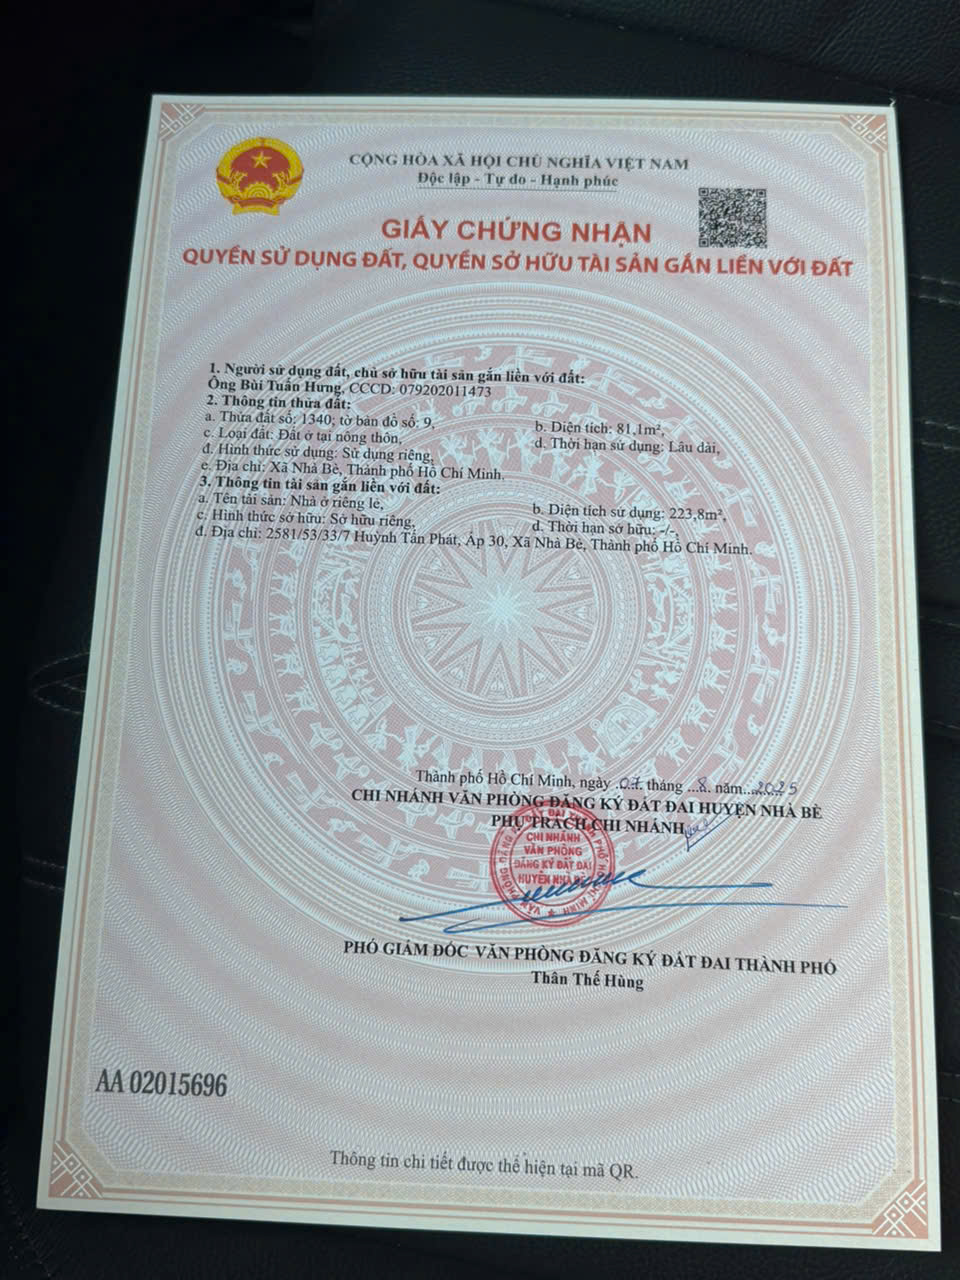 CỘNG HÒA XÃ HỘI CHỦ NGHĨA VIỆT NAM
Độc lập - Tự do - Hạnh phúc
GIẤY CHỨNG NHẬN
QUYỀN SỬ DỤNG ĐẤT, QUYỀN SỞ HỮU TÀI SẢN GẮN LIỀN VỚI ĐẤT
1. Người sử dụng đất, chủ sở hữu tài sản gắn liền với đất:
Ông Bùi Tuấn Hưng, CCCD: 079202011473
2. Thông tin thửa đất:
a. Thửa đất số: 1340; tờ bản đồ số: 9, b. Diện tích: 81,1m²,
c. Loại đất: Đất ở tại nông thôn, d. Thời hạn sử dụng: Lâu dài,
đ. Hình thức sử dụng: Sử dụng riêng,
e. Địa chỉ: Xã Nhà Bè, Thành phố Hồ Chí Minh.
3. Thông tin tài sản gắn liền với đất:
a. Tên tài sản: Nhà ở riêng lẻ, b. Diện tích sử dụng: 223,8m²,
c. Hình thức sở hữu: Sở hữu riêng, d. Thời hạn sở hữu: -/-,
đ. Địa chỉ: 2581/53/33/7 Huỳnh Tấn Phát, Ấp 30, Xã Nhà Bè, Thành phố Hồ Chí Minh.
Thành phố Hồ Chí Minh, ngày 07 tháng 8 năm 2025
CHI NHÁNH VĂN PHÒNG ĐĂNG KÝ ĐẤT ĐAI HUYỆN NHÀ BÈ
PHỤ TRÁCH CHI NHÁNH
CHI NHÁNH
VĂN PHÒNG
ĐĂNG KÝ ĐẤT ĐAI
HUYỆN NHÀ BÈ
PHÓ GIÁM ĐỐC VĂN PHÒNG ĐĂNG KÝ ĐẤT ĐAI THÀNH PHỐ
Thân Thế Hùng
AA 02015696
Thông tin chi tiết được thể hiện tại mã QR.